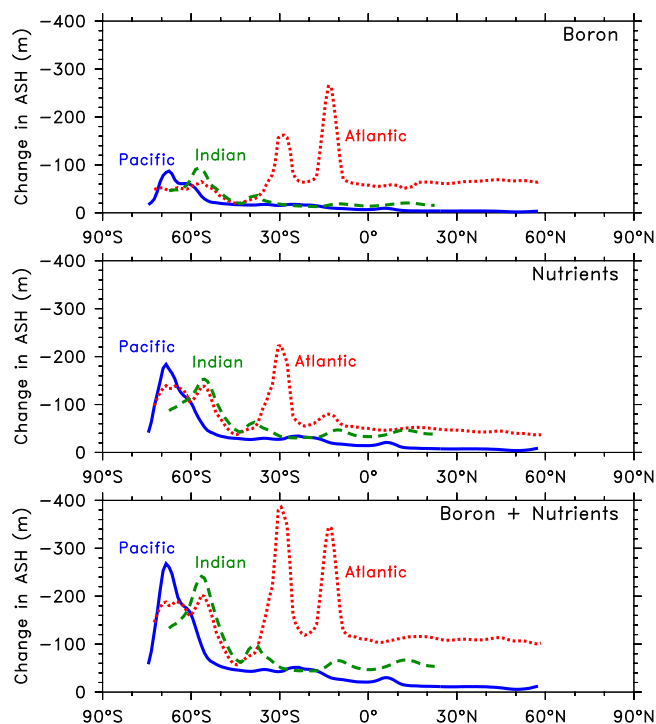 −400
Boron
−300
−200
Change in ASH (m)
Atlantic
Indian
Pacific
−100
0
90°S 60°S 30°S 0° 30°N 60°N 90°N
−400
Nutrients
−300
−200
Change in ASH (m)
Pacific
Indian
Atlantic
−100
0
90°S 60°S 30°S 0° 30°N 60°N 90°N
−400
Boron + Nutrients
−300
−200
Change in ASH (m)
Pacific
Indian
Atlantic
−100
0
90°S 60°S 30°S 0° 30°N 60°N 90°N